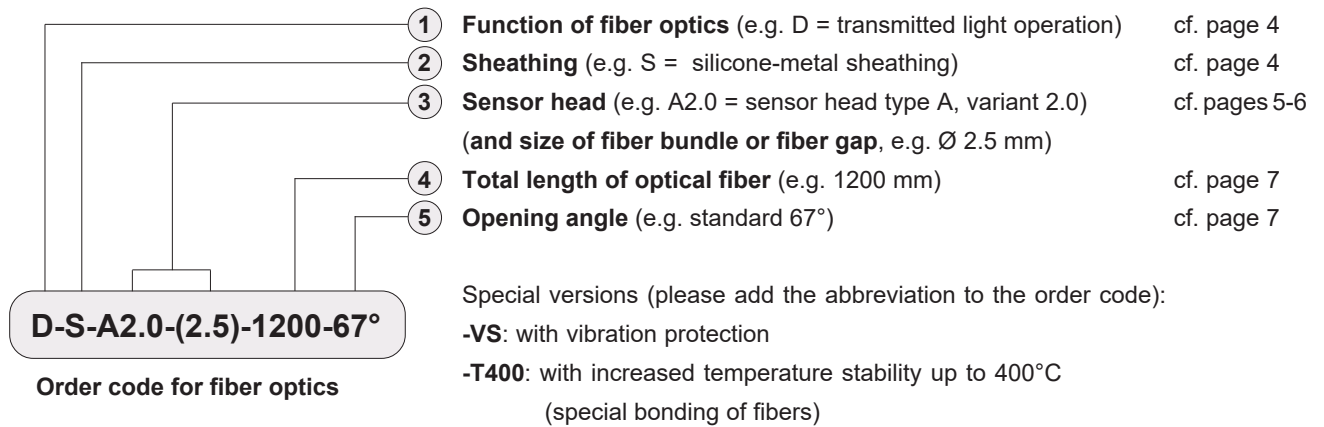 1 Function of fiber optics (e.g. D = transmitted light operation) cf. page 4
2 Sheathing (e.g. S = silicone-metal sheathing) cf. page 4
3 Sensor head (e.g. A2.0 = sensor head type A, variant 2.0) cf. pages 5-6
(and size of fiber bundle or fiber gap, e.g. Ø 2.5 mm)
4 Total length of optical fiber (e.g. 1200 mm) cf. page 7
5 Opening angle (e.g. standard 67°) cf. page 7
D-S-A2.0-(2.5)-1200-67°
Order code for fiber optics
Special versions (please add the abbreviation to the order code):
-VS: with vibration protection
-T400: with increased temperature stability up to 400°C
(special bonding of fibers)